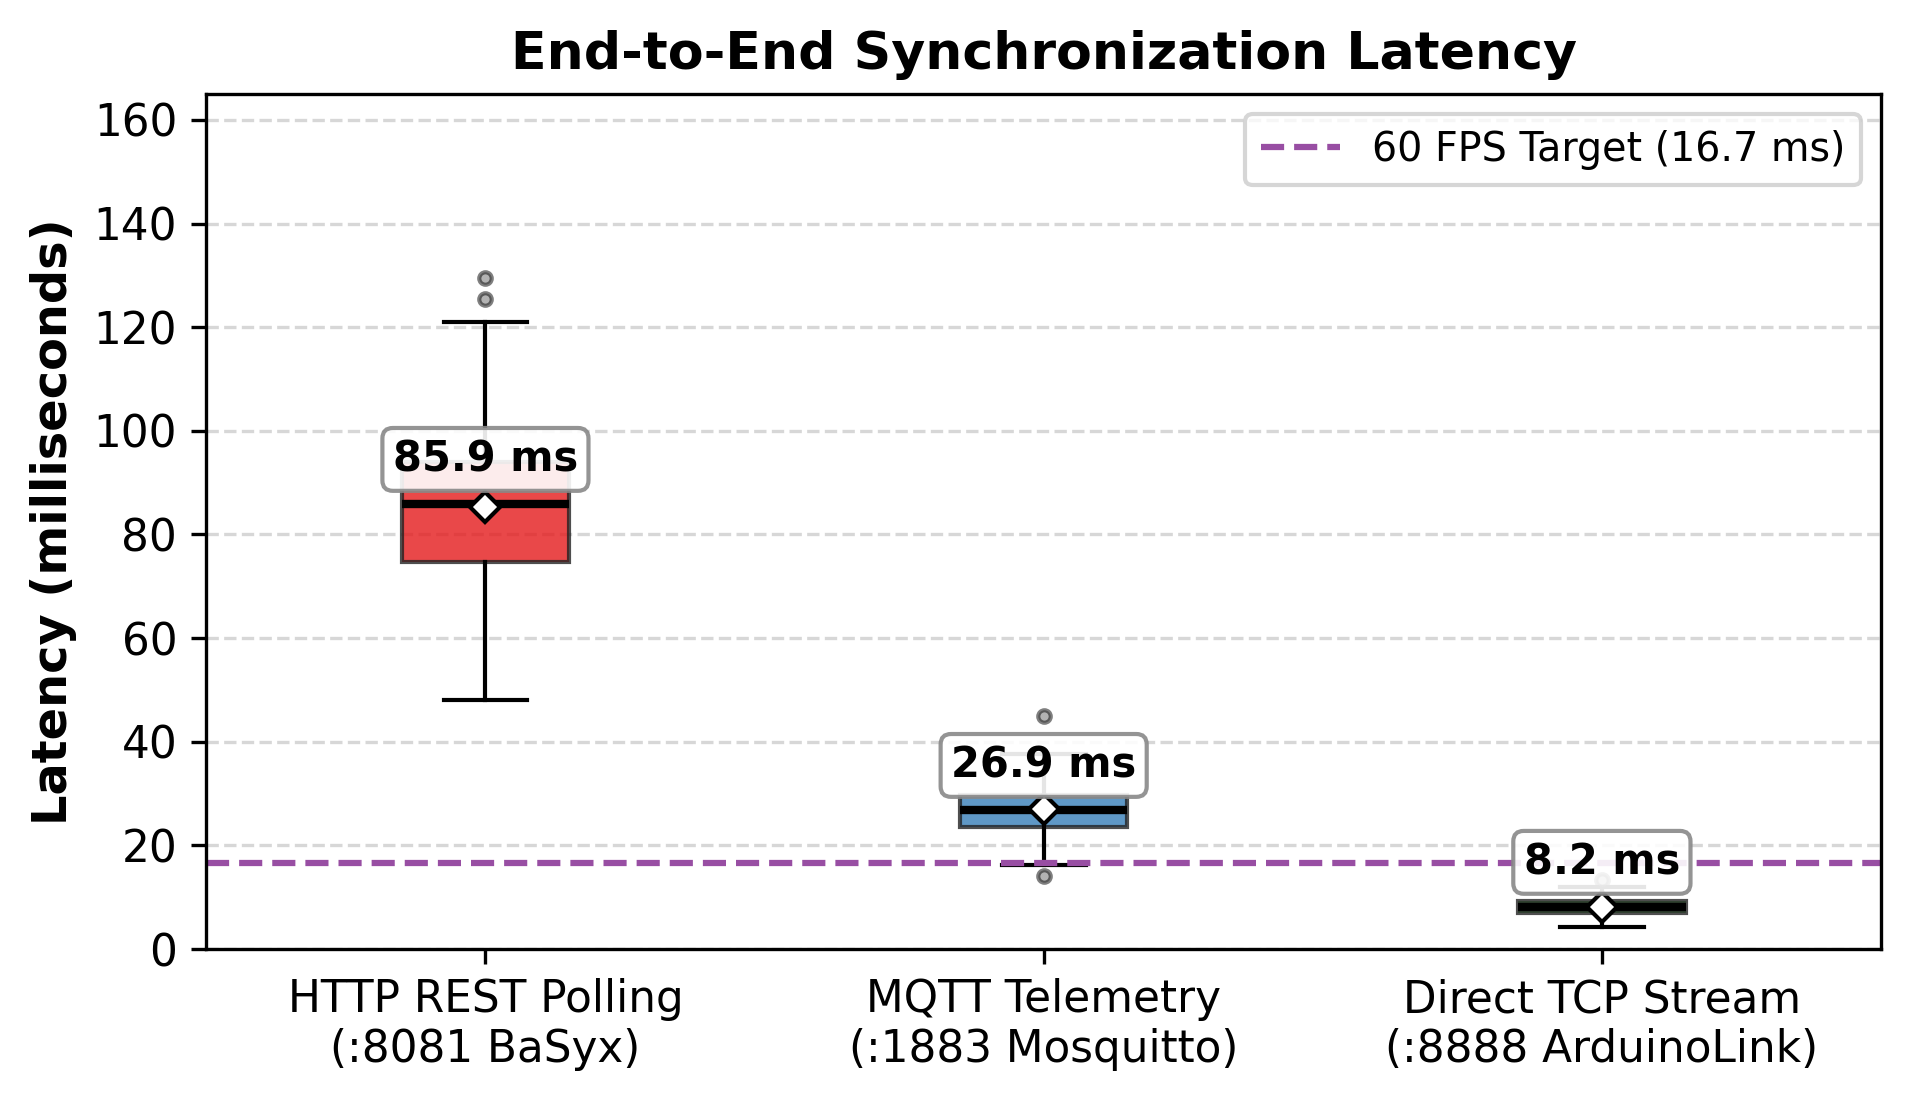 End-to-End Synchronization Latency
Latency (milliseconds)
160
140
120
100
80
60
40
20
0
60 FPS Target (16.7 ms)
85.9 ms
26.9 ms
8.2 ms
HTTP REST Polling
(:8081 BaSyx)
MQTT Telemetry
(:1883 Mosquitto)
Direct TCP Stream
(:8888 ArduinoLink)